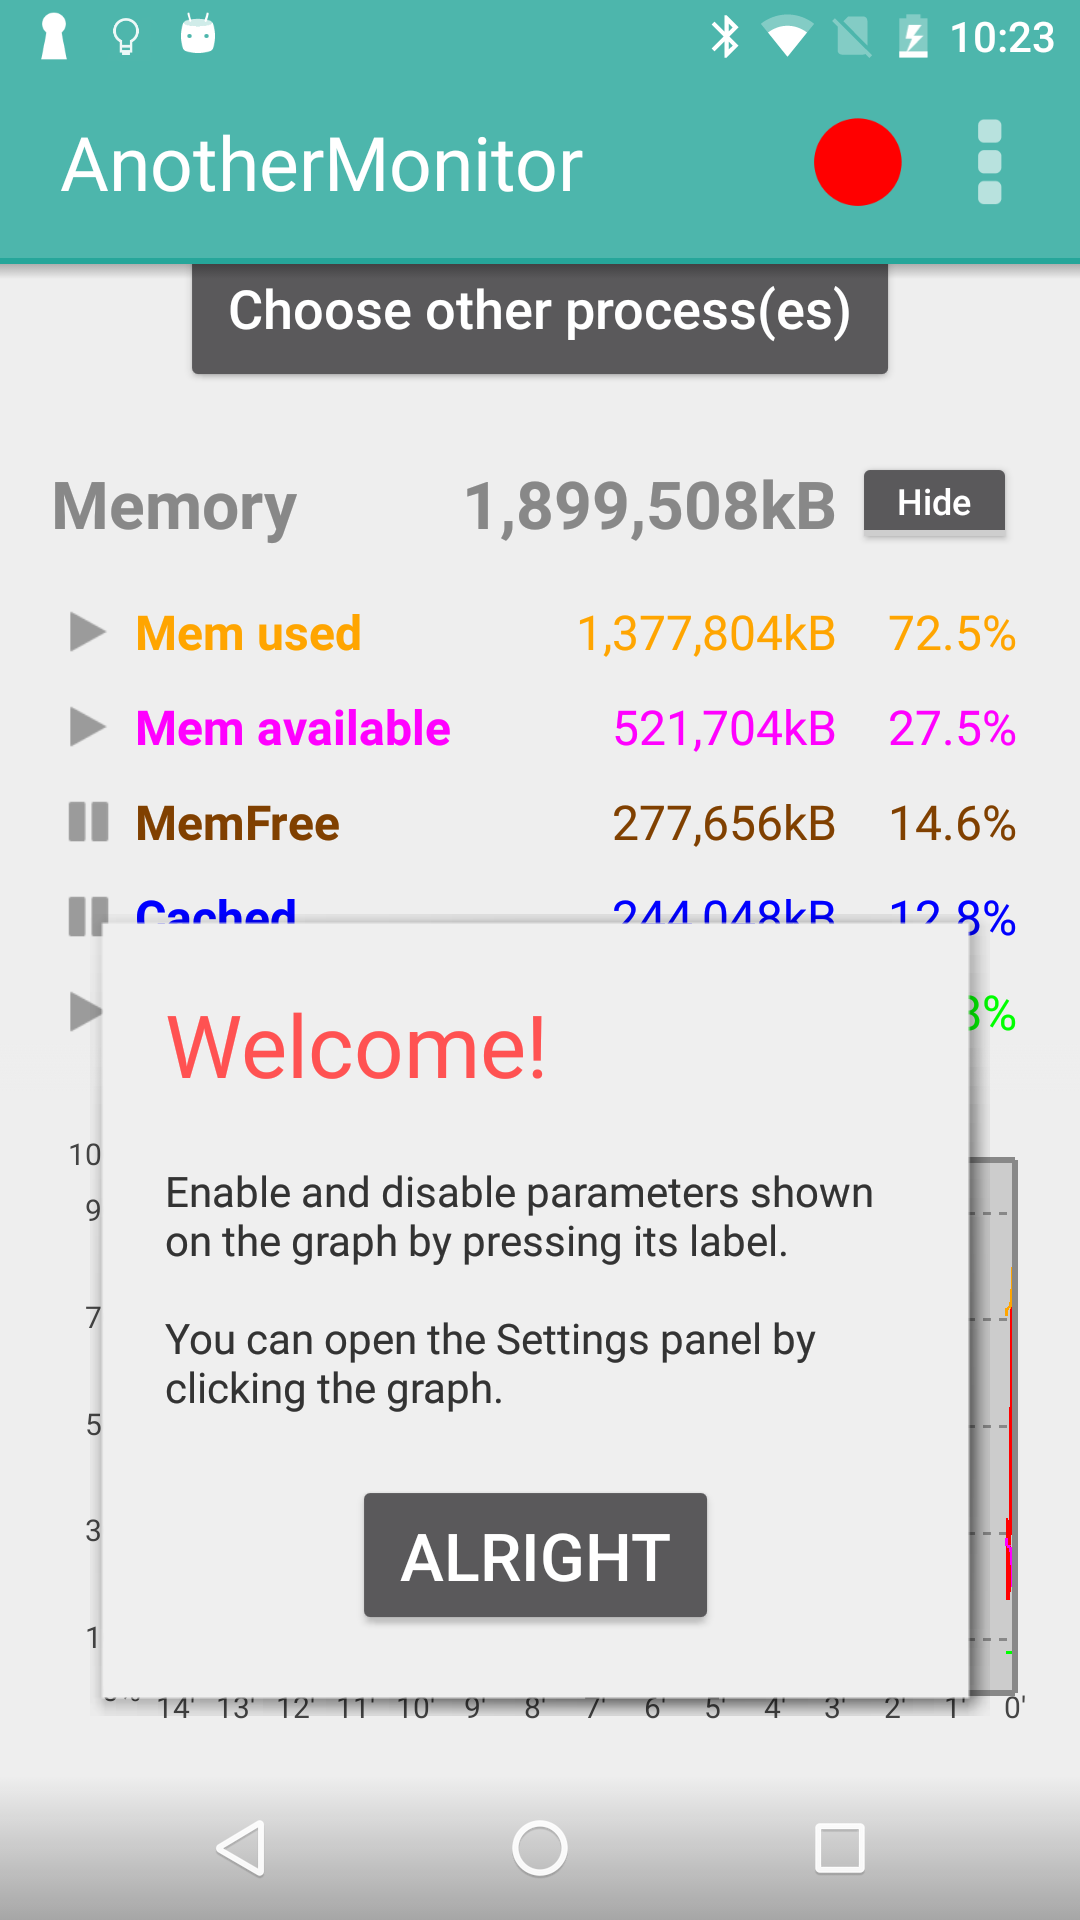 10:23
AnotherMonitor
Choose other process(es)
Memory 1,899,508kB Hide
Mem used 1,377,804kB 72.5%
Mem available 521,704kB 27.5%
MemFree 277,656kB 14.6%
Cached 244,048kB 12.8%
Welcome!
Enable and disable parameters shown
on the graph by pressing its label.
You can open the Settings panel by
clicking the graph.
ALRIGHT
10
9
7
5
3
1
14' 13' 12' 11' 10' 9' 8' 7' 6' 5' 4' 3' 2' 1' 0'